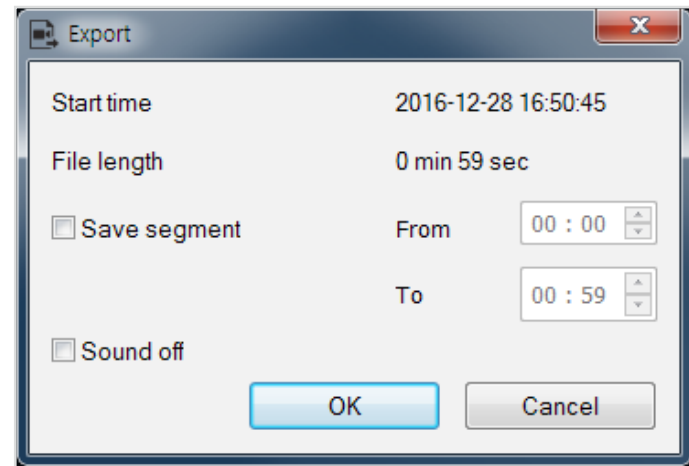 Export
Start time 2016-12-28 16:50:45
File length 0 min 59 sec
Save segment From 00 : 00
To 00 : 59
Sound off
OK Cancel